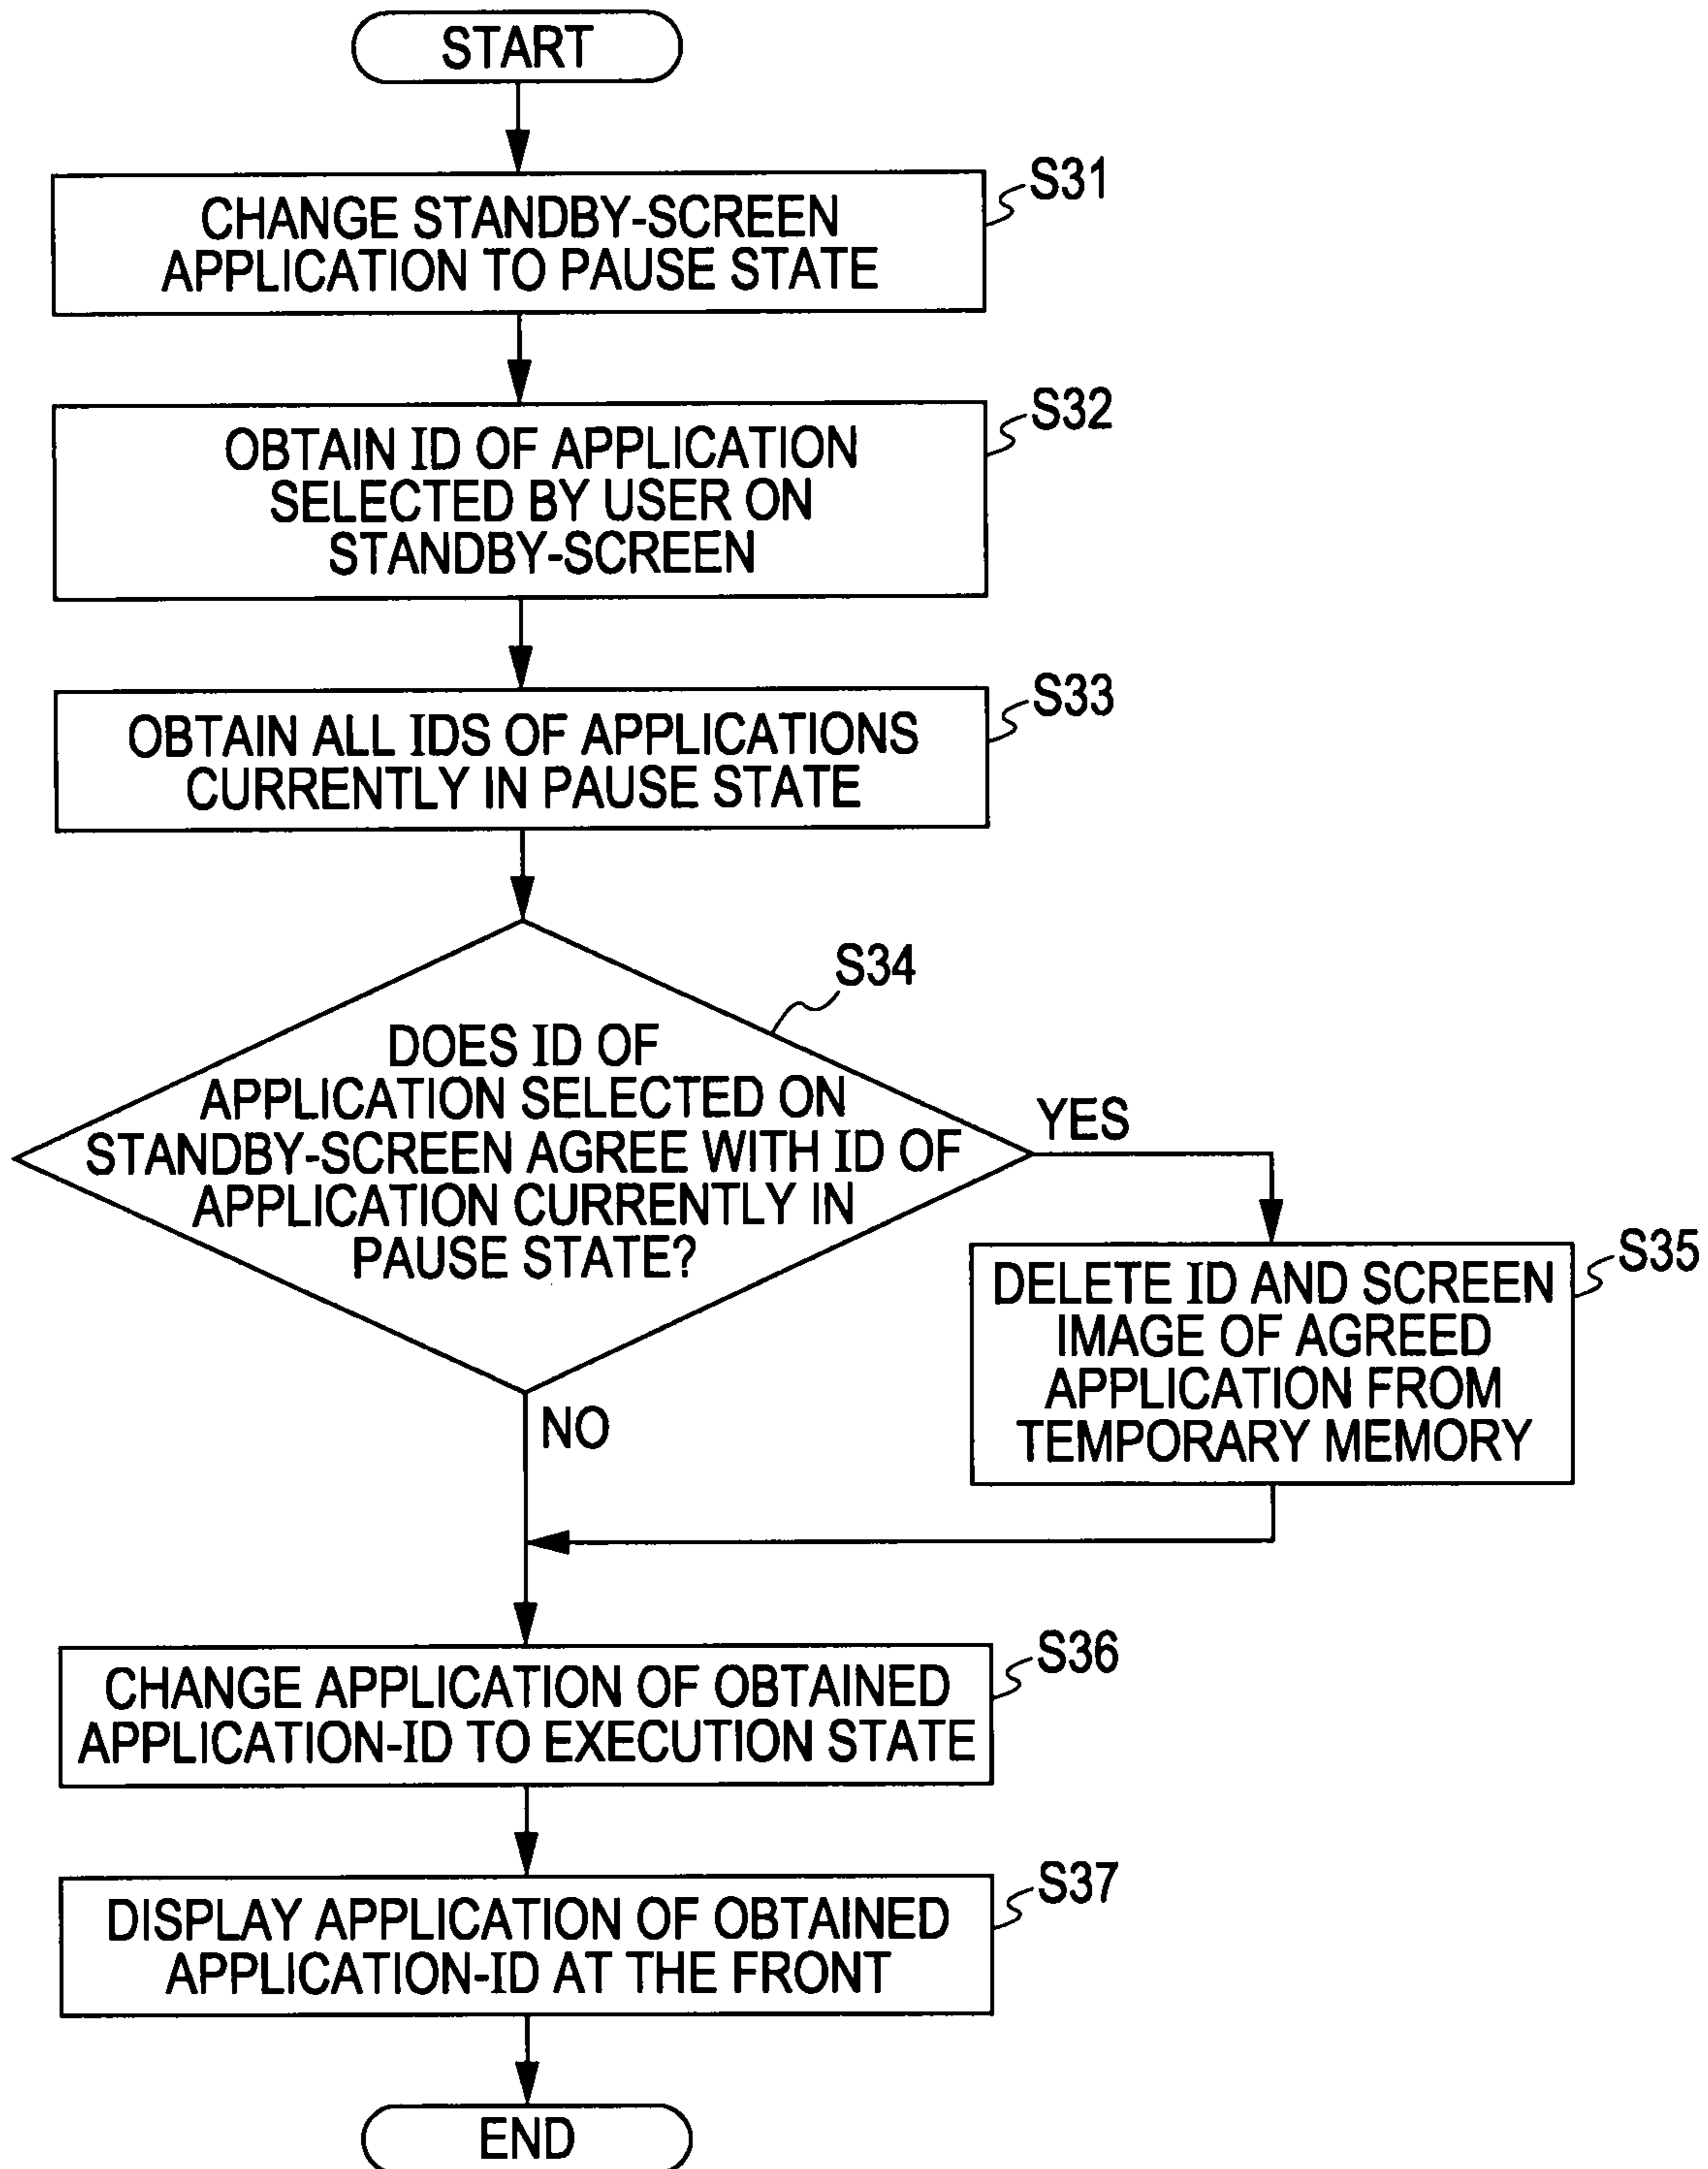 START
S31
CHANGE STANDBY-SCREEN
APPLICATION TO PAUSE STATE
S32
OBTAIN ID OF APPLICATION
SELECTED BY USER ON
STANDBY-SCREEN
S33
OBTAIN ALL IDS OF APPLICATIONS
CURRENTLY IN PAUSE STATE
S34
DOES ID OF
APPLICATION SELECTED ON
STANDBY-SCREEN AGREE WITH ID OF
APPLICATION CURRENTLY IN
PAUSE STATE?
YES
S35
DELETE ID AND SCREEN
IMAGE OF AGREED
APPLICATION FROM
TEMPORARY MEMORY
NO
S36
CHANGE APPLICATION OF OBTAINED
APPLICATION-ID TO EXECUTION STATE
S37
DISPLAY APPLICATION OF OBTAINED
APPLICATION-ID AT THE FRONT
END